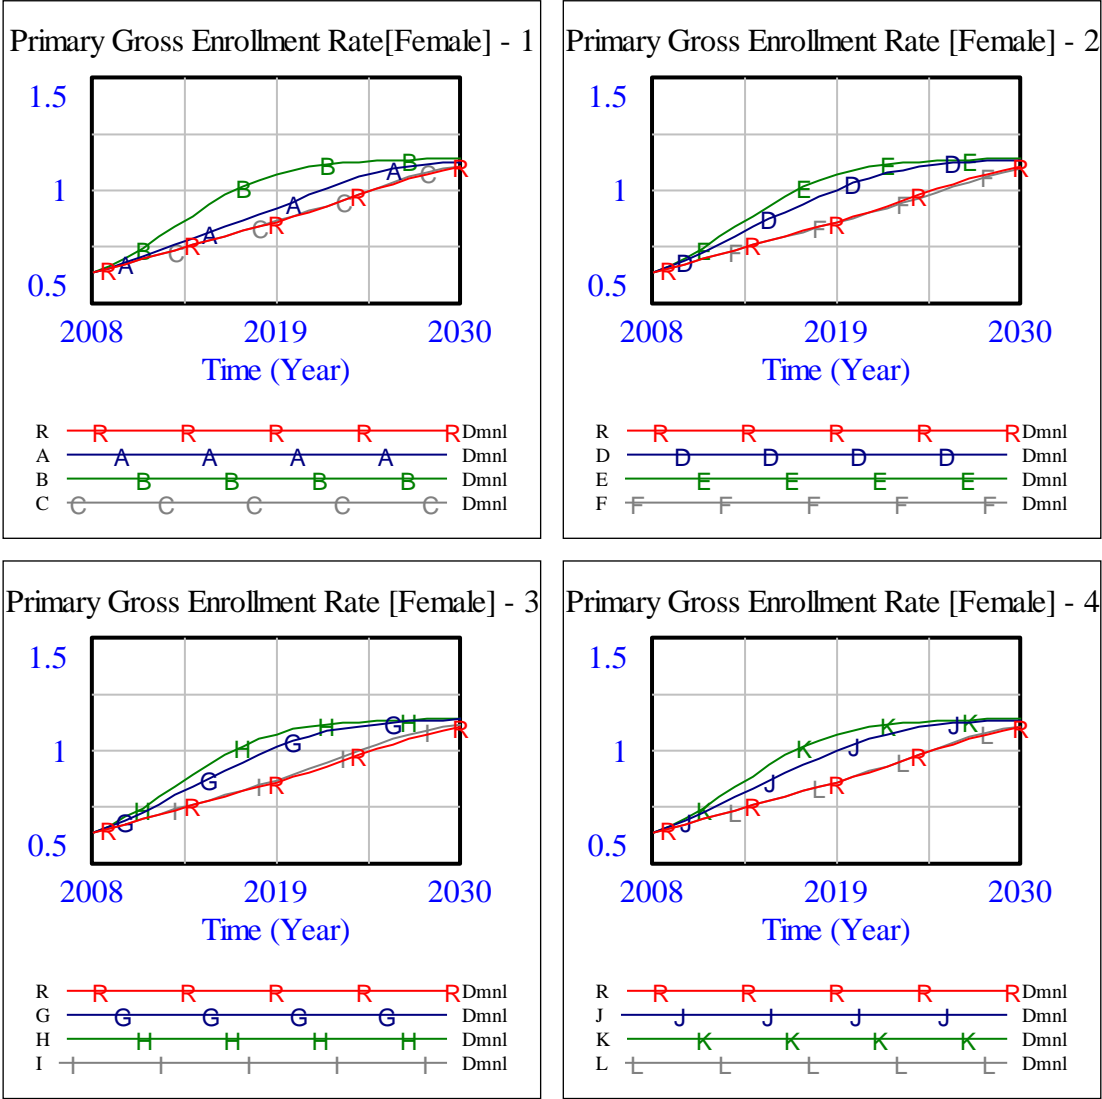 Primary Gross Enrollment Rate[Female] - 1
1.5
1
0.5
B B B B
A A A A
C C C C
R R R R R
2008 2019 2030
Time (Year)
R R R R R R Dmnl
A A A A A Dmnl
B B B B B Dmnl
C C C C C C Dmnl
Primary Gross Enrollment Rate [Female] - 2
1.5
1
0.5
E E E E
D D D D
F F F F
R R R R R
2008 2019 2030
Time (Year)
R R R R R R Dmnl
D D D D D Dmnl
E E E E E Dmnl
F F F F F F Dmnl
Primary Gross Enrollment Rate [Female] - 3
1.5
1
0.5
H H H H
G G G G
I I I I
R R R R R
2008 2019 2030
Time (Year)
R R R R R R Dmnl
G G G G G Dmnl
H H H H H Dmnl
I I I I I I Dmnl
Primary Gross Enrollment Rate [Female] - 4
1.5
1
0.5
K K K K
J J J J
L L L L
R R R R R
2008 2019 2030
Time (Year)
R R R R R R Dmnl
J J J J J Dmnl
K K K K K Dmnl
L L L L L L Dmnl